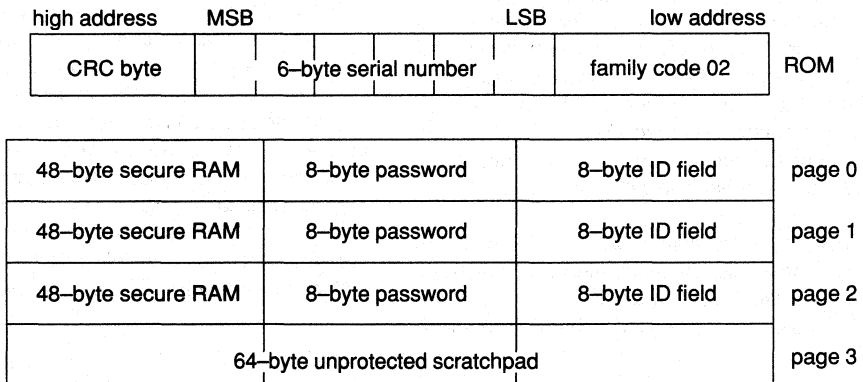 high address MSB LSB low address
CRC byte 6–byte serial number family code 02 ROM
48–byte secure RAM 8–byte password 8–byte ID field page 0
48–byte secure RAM 8–byte password 8–byte ID field page 1
48–byte secure RAM 8–byte password 8–byte ID field page 2
64–byte unprotected scratchpad page 3